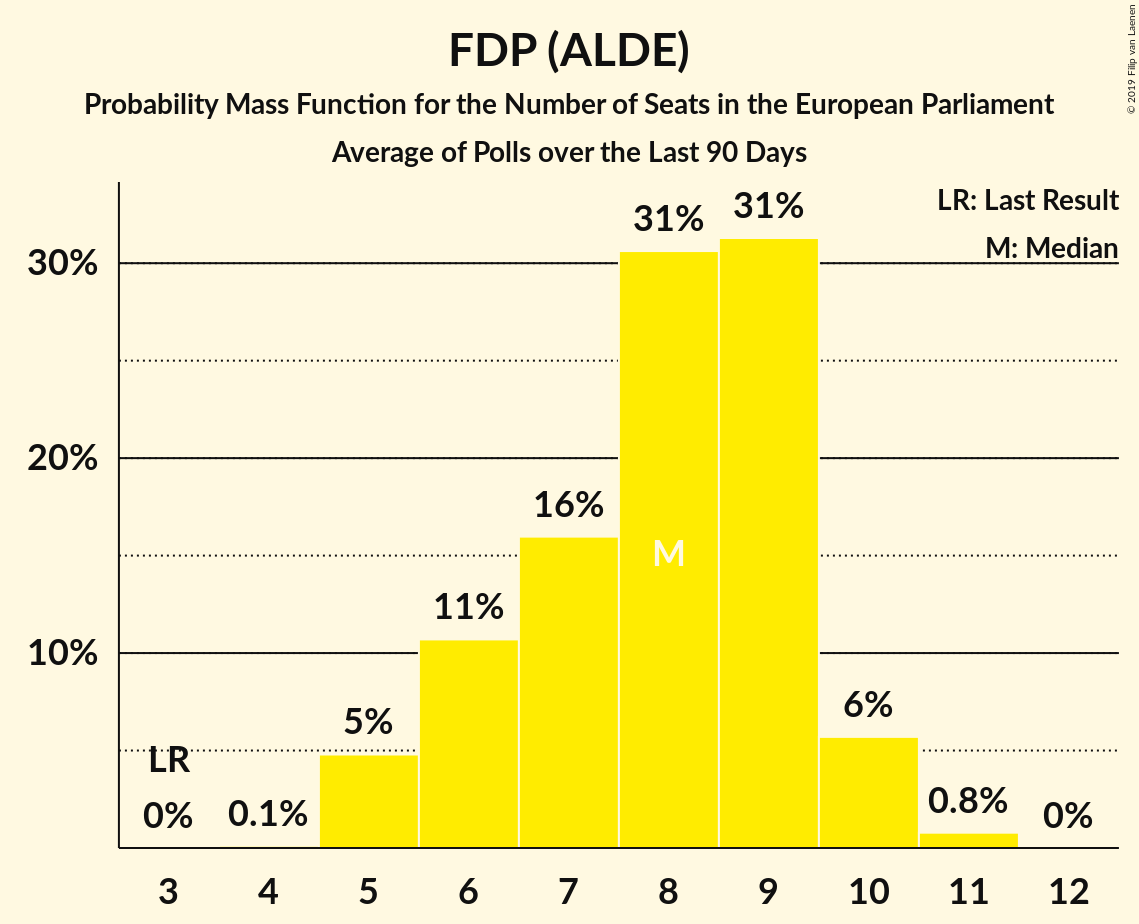 FDP (ALDE)
Probability Mass Function for the Number of Seats in the European Parliament
Average of Polls over the Last 90 Days
© 2019 Filip van Laenen
LR: Last Result
M: Median
30%
20%
10%
LR
0%
0.1%
5%
11%
16%
31%
M
31%
6%
0.8%
0%
3 4 5 6 7 8 9 10 11 12